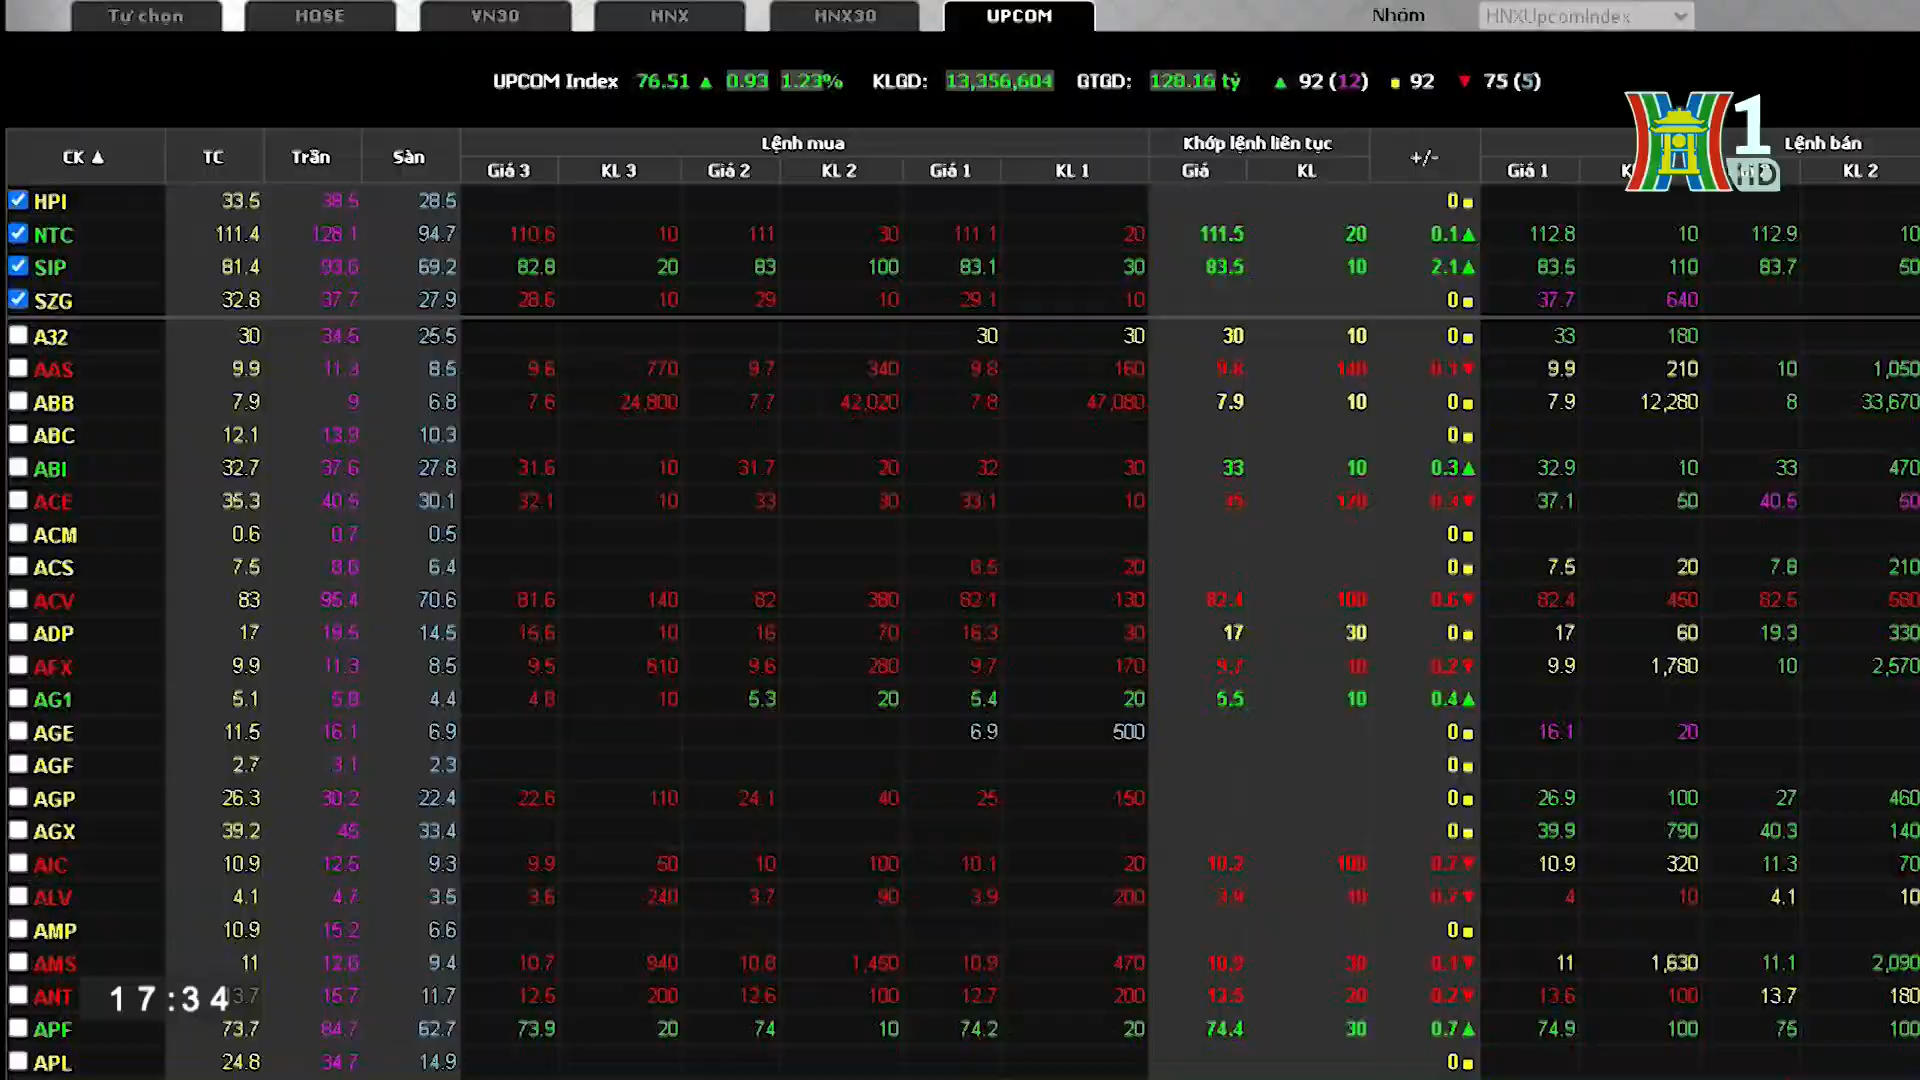 Tự chọn HOSE VN30 HNX HNX30 UPCOM Nhóm HNXUpcomIndex
UPCOM Index 76.51 ▲ 0.93 1.23% KLGD: 13,356,604 GTGD: 128.16 tỷ ▲ 92 (12) 92 ▼ 75 (5)
1
HD
CK ▲ TC Trần Sàn Lệnh mua Khớp lệnh liên tục +/- Lệnh bán
Giá 3 KL 3 Giá 2 KL 2 Giá 1 KL 1 Giá KL Giá 1 KL 2
HPI 33.5 38.5 28.5 0
NTC 111.4 128.1 94.7 110.6 10 111 30 111.1 20 111.5 20 0.1▲ 112.8 10 112.9 10
SIP 81.4 93.6 69.2 82.8 20 83 100 83.1 30 83.5 10 2.1▲ 83.5 110 83.7 50
SZG 32.8 37.7 27.9 28.6 10 29 10 29.1 10 0 37.7 640
A32 30 34.5 25.5 30 30 30 10 0 33 180
AAS 9.9 11.3 8.5 9.6 770 9.7 340 9.8 160 9.8 140 0.1▼ 9.9 210 10 1,050
ABB 7.9 9 6.8 7.6 24,800 7.7 42,020 7.8 47,080 7.9 10 0 7.9 12,280 8 33,670
ABC 12.1 13.9 10.3 0
ABI 32.7 37.6 27.8 31.6 10 31.7 20 32 30 33 10 0.3▲ 32.9 10 33 470
ACE 35.3 40.5 30.1 32.1 10 33 30 33.1 10 35 120 0.3▼ 37.1 50 40.5 60
ACM 0.6 0.7 0.5 0
ACS 7.5 8.6 6.4 6.5 20 0 7.5 20 7.8 210
ACV 83 95.4 70.6 81.6 140 82 380 82.1 130 82.4 100 0.6▼ 82.4 450 82.5 580
ADP 17 19.5 14.5 15.6 10 16 70 16.3 30 17 30 0 17 60 19.3 330
AFX 9.9 11.3 8.5 9.5 610 9.6 280 9.7 170 9.7 10 0.2▼ 9.9 1,780 10 2,570
AG1 5.1 5.8 4.4 4.8 10 5.3 20 5.4 20 5.5 10 0.4▲
AGE 11.5 16.1 6.9 6.9 500 0 16.1 20
AGF 2.7 3.1 2.3 0
AGP 26.3 30.2 22.4 22.6 110 24.1 40 25 150 0 26.9 100 27 460
AGX 39.2 45 33.4 0 39.9 790 40.3 140
AIC 10.9 12.5 9.3 9.9 50 10 100 10.1 20 10.2 100 0.7▼ 10.9 320 11.3 70
ALV 4.1 4.7 3.5 3.6 240 3.7 90 3.9 200 3.9 10 0.2▼ 4 10 4.1 10
AMP 10.9 15.2 6.6 0
AMS 11 12.6 9.4 10.7 940 10.8 1,450 10.9 470 10.9 30 0.1▼ 11 1,630 11.1 2,090
ANT 3.7 15.7 11.7 12.5 200 12.6 100 12.7 200 13.5 20 0.2▼ 13.6 100 13.7 180
17:34
APF 73.7 84.7 62.7 73.9 20 74 10 74.2 20 74.4 30 0.7▲ 74.9 100 75 100
APL 24.8 34.7 14.9 0